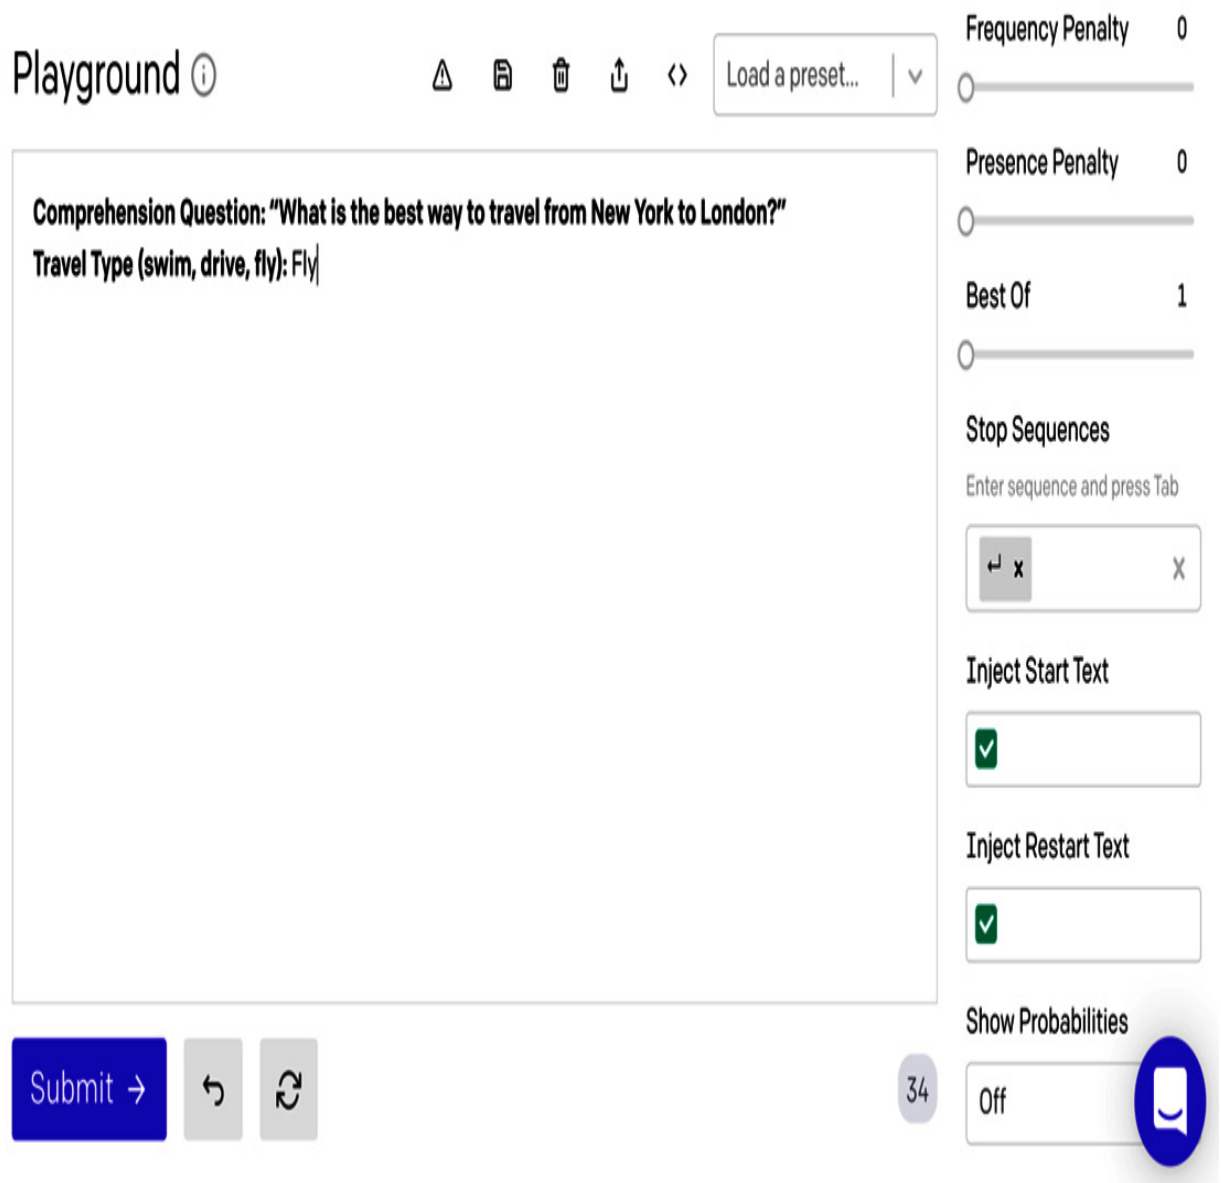 Playground
Load a preset...
Comprehension Question: “What is the best way to travel from New York to London?”
Travel Type (swim, drive, fly): Fly
Submit →
34
Frequency Penalty 0
Presence Penalty 0
Best Of 1
Stop Sequences
Enter sequence and press Tab
↵ x X
Inject Start Text
Inject Restart Text
Show Probabilities
Off